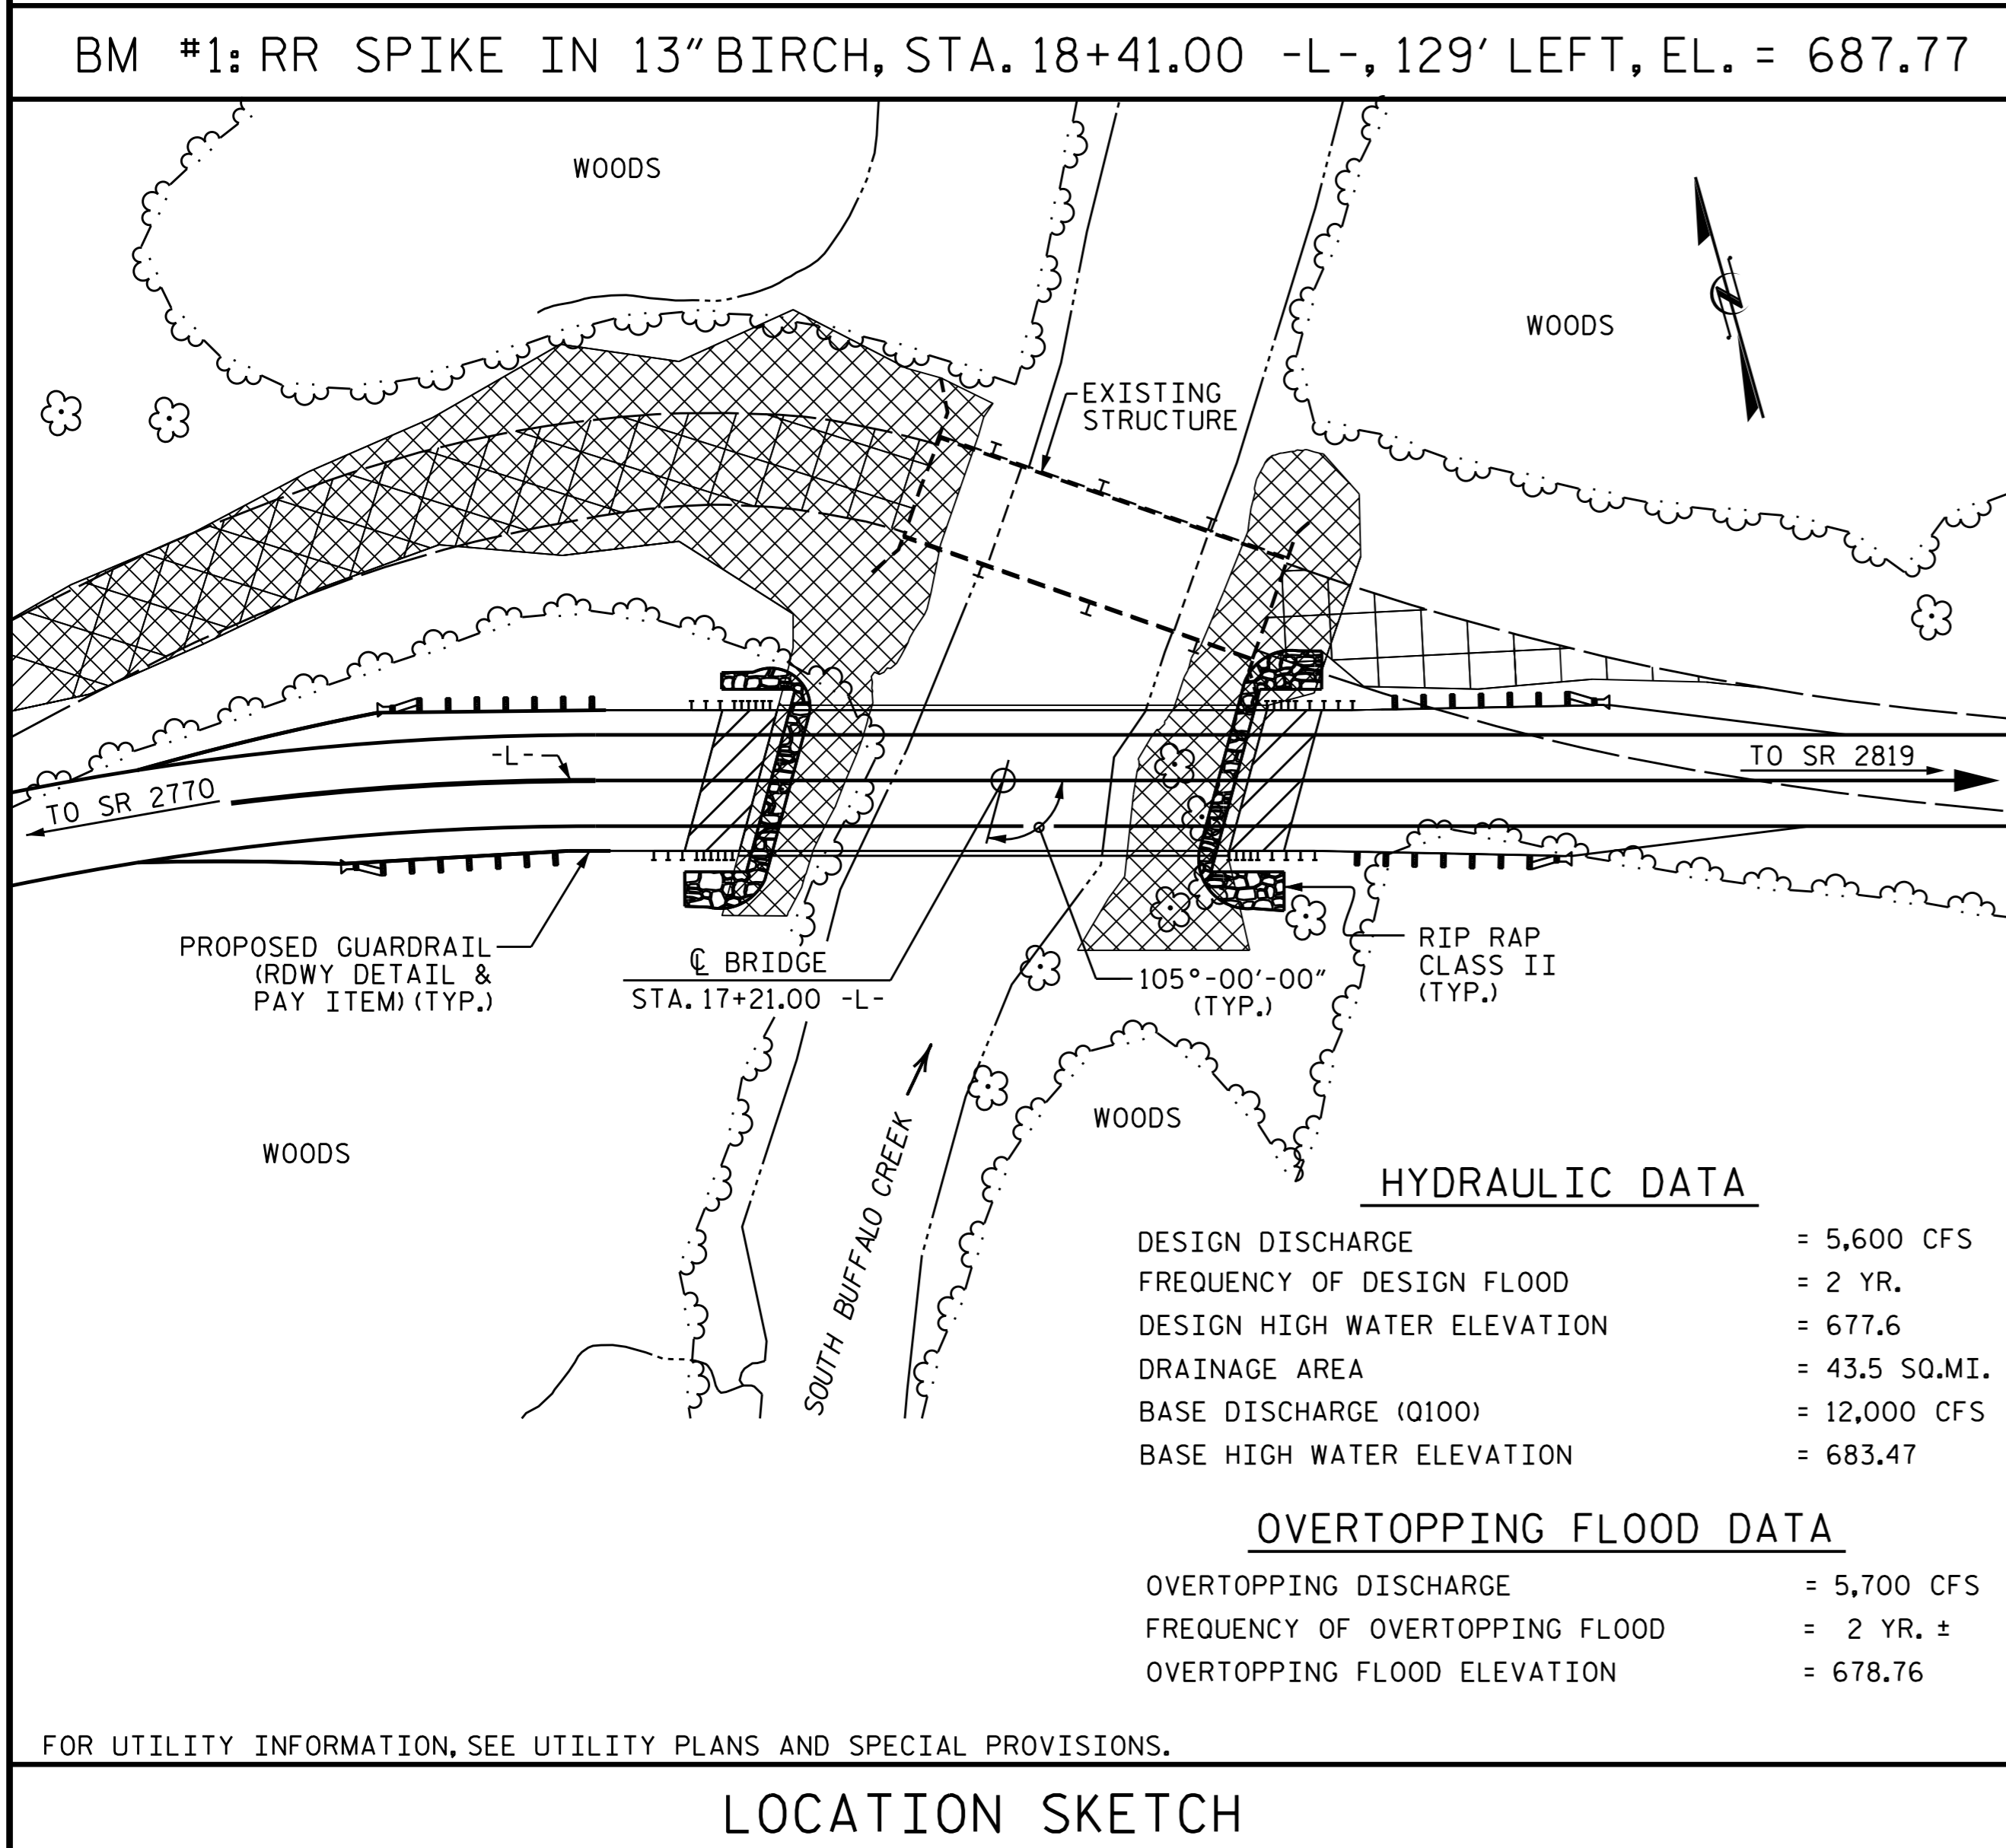 BM #1: RR SPIKE IN 13" BIRCH, STA. 18+41.00 -L-, 129' LEFT, EL. = 687.77
WOODS
WOODS
N
EXISTING
STRUCTURE
-L-
TO SR 2770
TO SR 2819
PROPOSED GUARDRAIL
(RDWY DETAIL &
PAY ITEM) (TYP.)
℄ BRIDGE
STA. 17+21.00 -L-
105°-00'-00"
(TYP.)
RIP RAP
CLASS II
(TYP.)
WOODS
WOODS
SOUTH BUFFALO CREEK
HYDRAULIC DATA
DESIGN DISCHARGE = 5,600 CFS
FREQUENCY OF DESIGN FLOOD = 2 YR.
DESIGN HIGH WATER ELEVATION = 677.6
DRAINAGE AREA = 43.5 SQ.MI.
BASE DISCHARGE (Q100) = 12,000 CFS
BASE HIGH WATER ELEVATION = 683.47
OVERTOPPING FLOOD DATA
OVERTOPPING DISCHARGE = 5,700 CFS
FREQUENCY OF OVERTOPPING FLOOD = 2 YR. ±
OVERTOPPING FLOOD ELEVATION = 678.76
FOR UTILITY INFORMATION, SEE UTILITY PLANS AND SPECIAL PROVISIONS.
LOCATION SKETCH